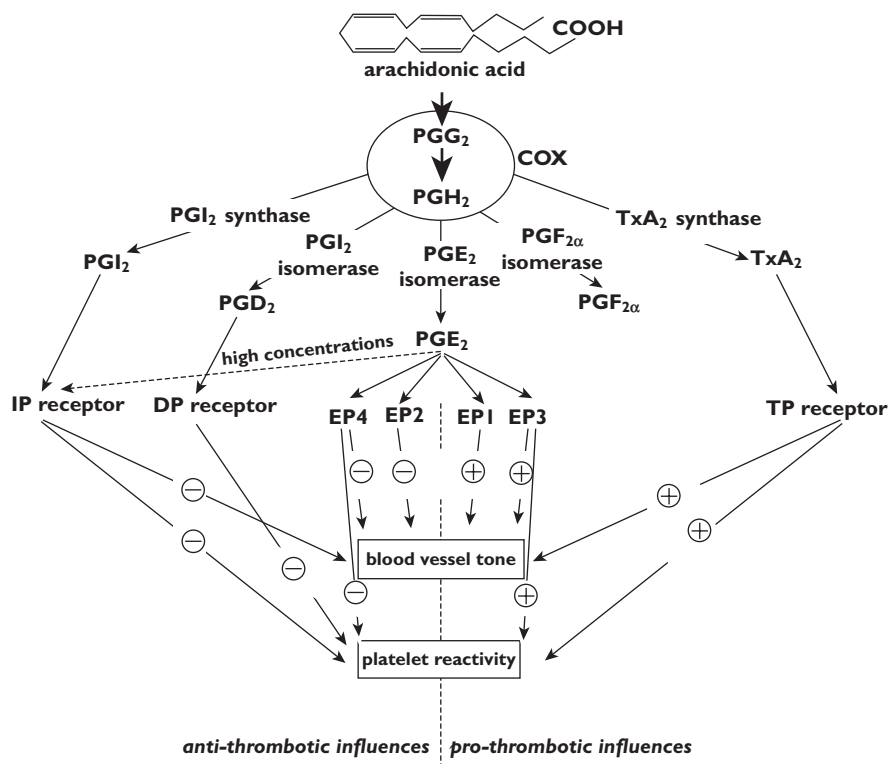 COOH
arachidonic acid
PGG₂
COX
PGH₂
PGI₂ synthase
TxA₂ synthase
PGI₂
isomerase
PGE₂
isomerase
PGF₂α
isomerase
PGI₂
TxA₂
PGD₂
PGF₂α
PGE₂
high concentrations
IP receptor
DP receptor
EP4
EP2
EP1
EP3
TP receptor
−
−
+
+
−
+
−
+
blood vessel tone
−
−
+
platelet reactivity
anti-thrombotic influences
pro-thrombotic influences